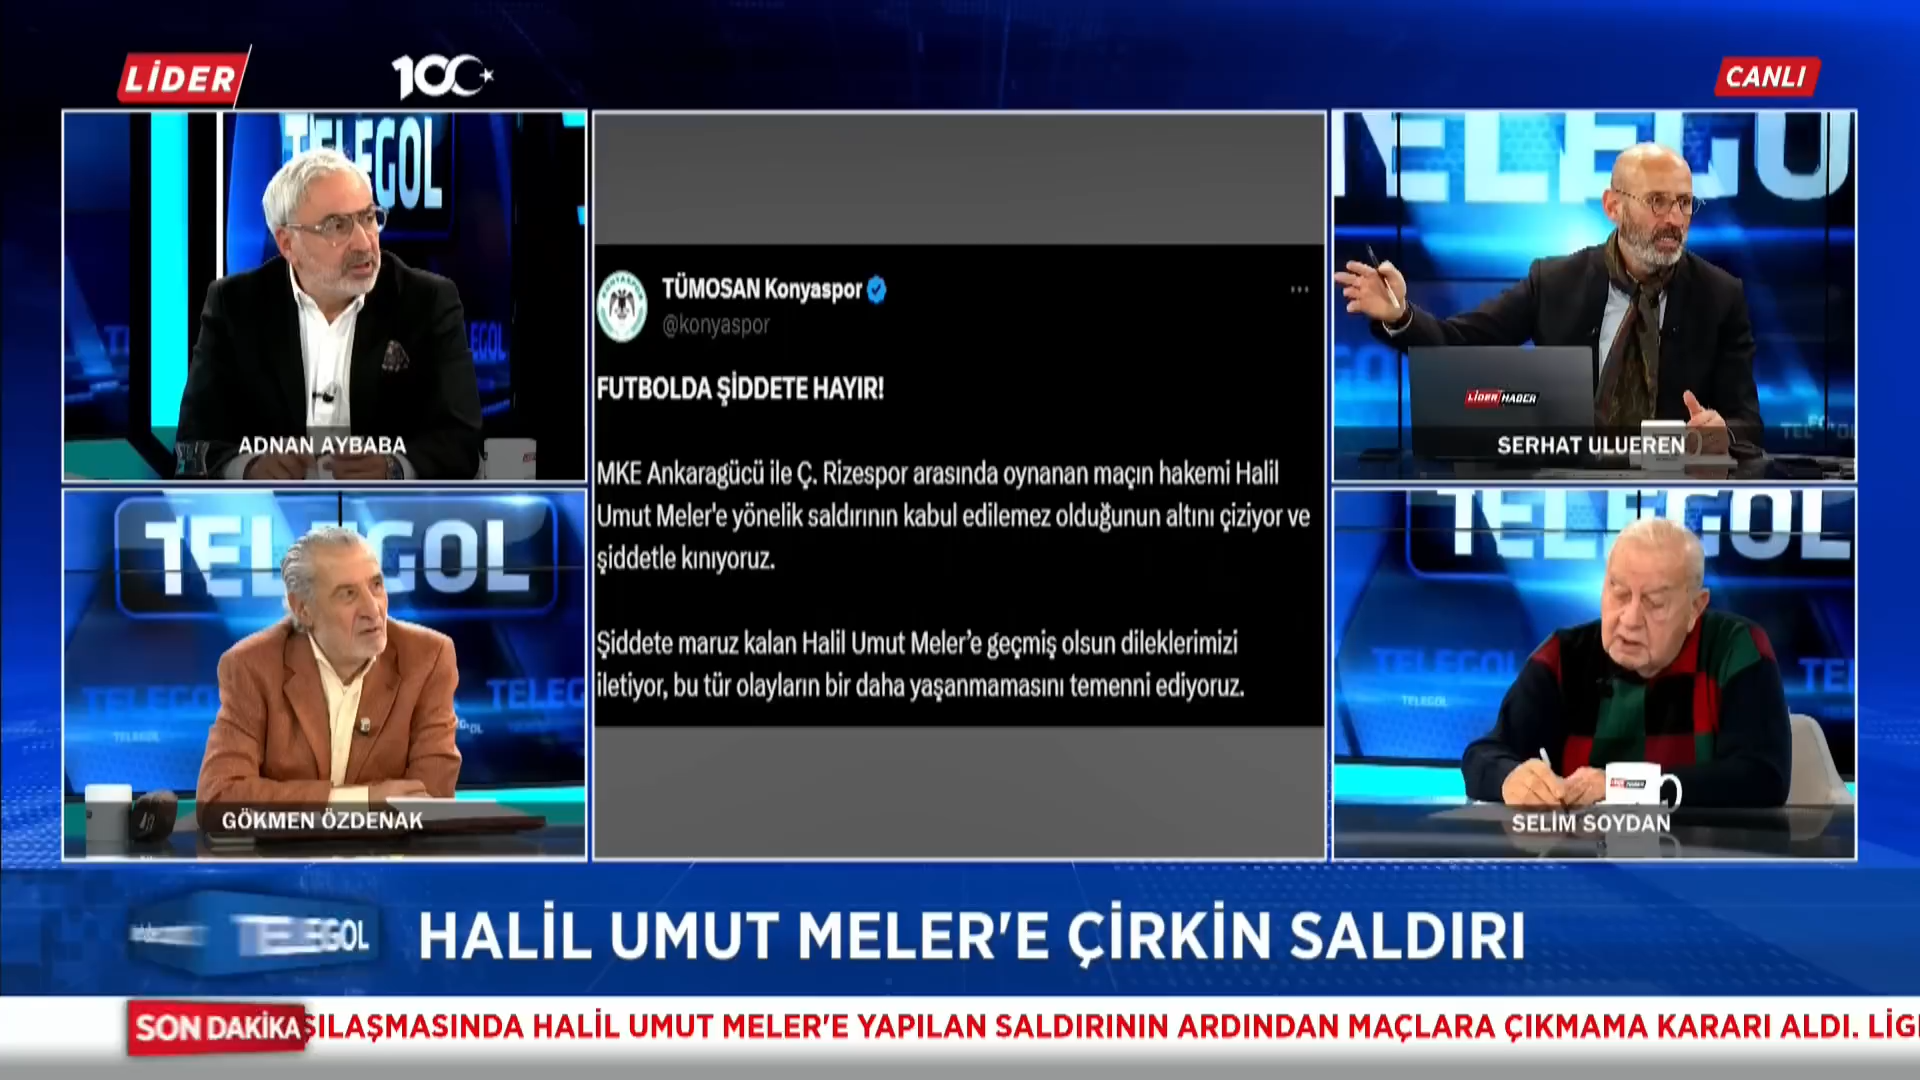 LİDER
100
CANLI
TELEGOL
ADNAN AYBABA
TELEGOL
GÖKMEN ÖZDENAK
TÜMOSAN Konyaspor
@konyaspor
FUTBOLDA ŞİDDETE HAYIR!
MKE Ankaragücü ile Ç. Rizespor arasında oynanan maçın hakemi Halil
Umut Meler'e yönelik saldırının kabul edilemez olduğunun altını çiziyor ve
şiddetle kınıyoruz.
Şiddete maruz kalan Halil Umut Meler’e geçmiş olsun dileklerimizi
iletiyor, bu tür olayların bir daha yaşanmamasını temenni ediyoruz.
LİDER HABER
SERHAT ULUEREN
TELEGOL
SELİM SOYDAN
TELEGOL
HALİL UMUT MELER'E ÇİRKİN SALDIRI
SON DAKİKA
ŞILAŞMASINDA HALİL UMUT MELER'E YAPILAN SALDIRININ ARDINDAN MAÇLARA ÇIKMAMA KARARI ALDI. LİG